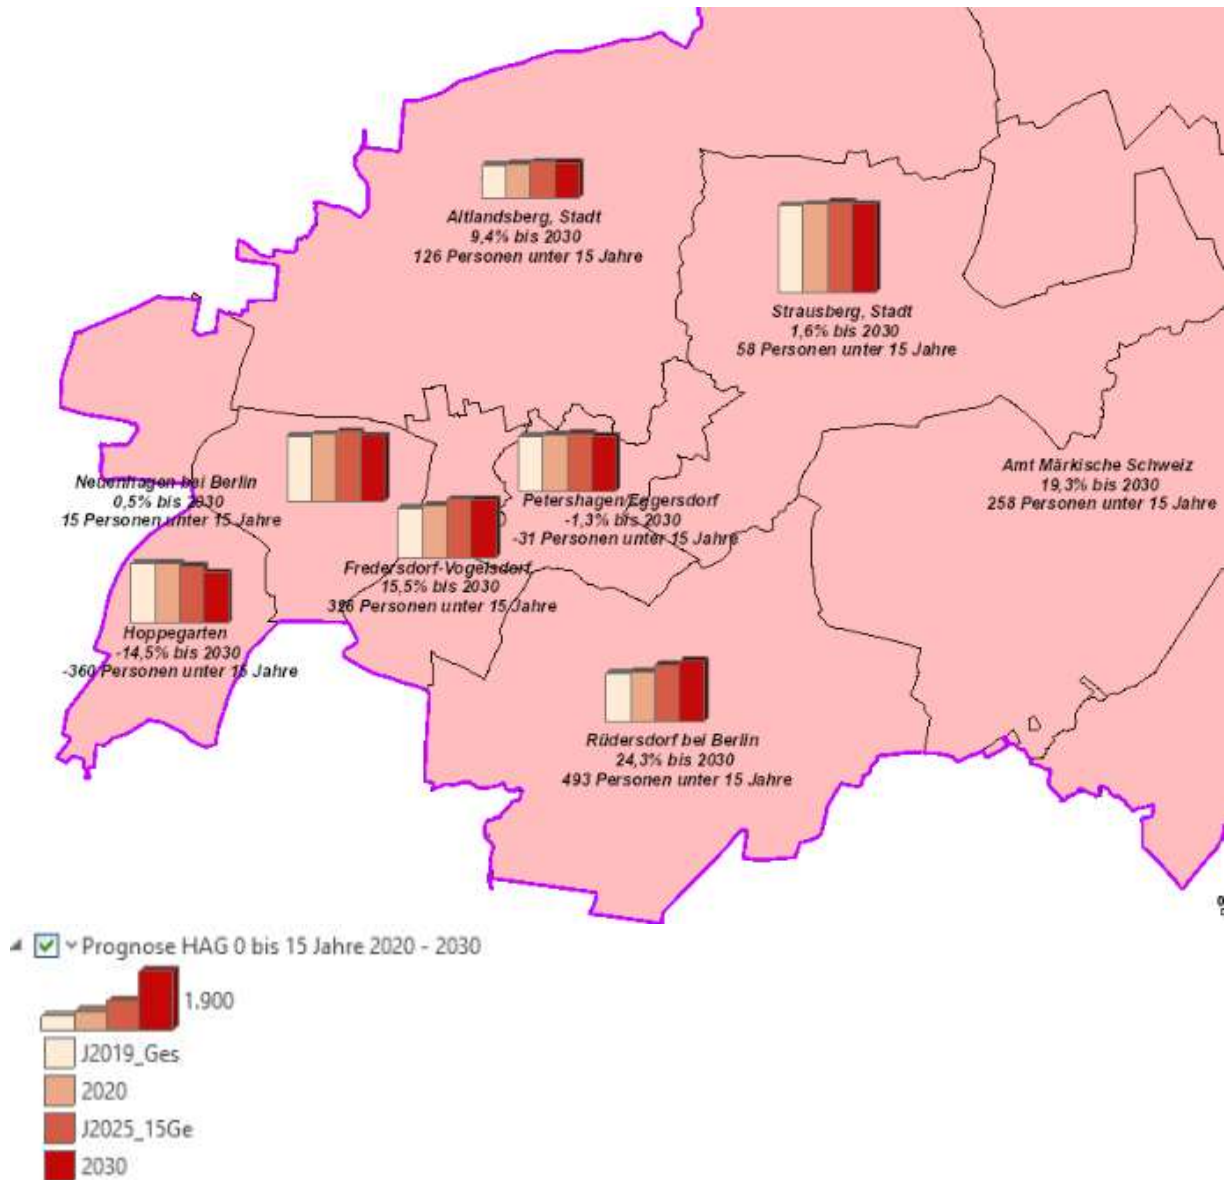 Altlandsberg, Stadt
9,4% bis 2030
126 Personen unter 15 Jahre
Strausberg, Stadt
1,6% bis 2030
58 Personen unter 15 Jahre
Neuenhagen bei Berlin
0,5% bis 2030
15 Personen unter 15 Jahre
Petershagen/Eggersdorf
-1,3% bis 2030
-31 Personen unter 15 Jahre
Amt Märkische Schweiz
19,3% bis 2030
258 Personen unter 15 Jahre
Fredersdorf-Vogelsdorf
15,5% bis 2030
326 Personen unter 15 Jahre
Hoppegarten
-14,5% bis 2030
-360 Personen unter 15 Jahre
Rüdersdorf bei Berlin
24,3% bis 2030
493 Personen unter 15 Jahre
Prognose HAG 0 bis 15 Jahre 2020 - 2030
1.900
J2019_Ges
2020
J2025_15Ge
2030